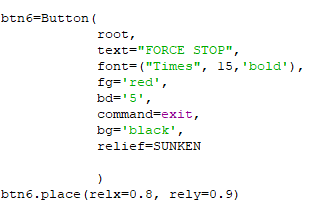 btn6=Button(
            root,
            text="FORCE STOP",
            font=("Times", 15,'bold'),
            fg='red',
            bd='5',
            command=exit,
            bg='black',
            relief=SUNKEN
            )
btn6.place(relx=0.8, rely=0.9)